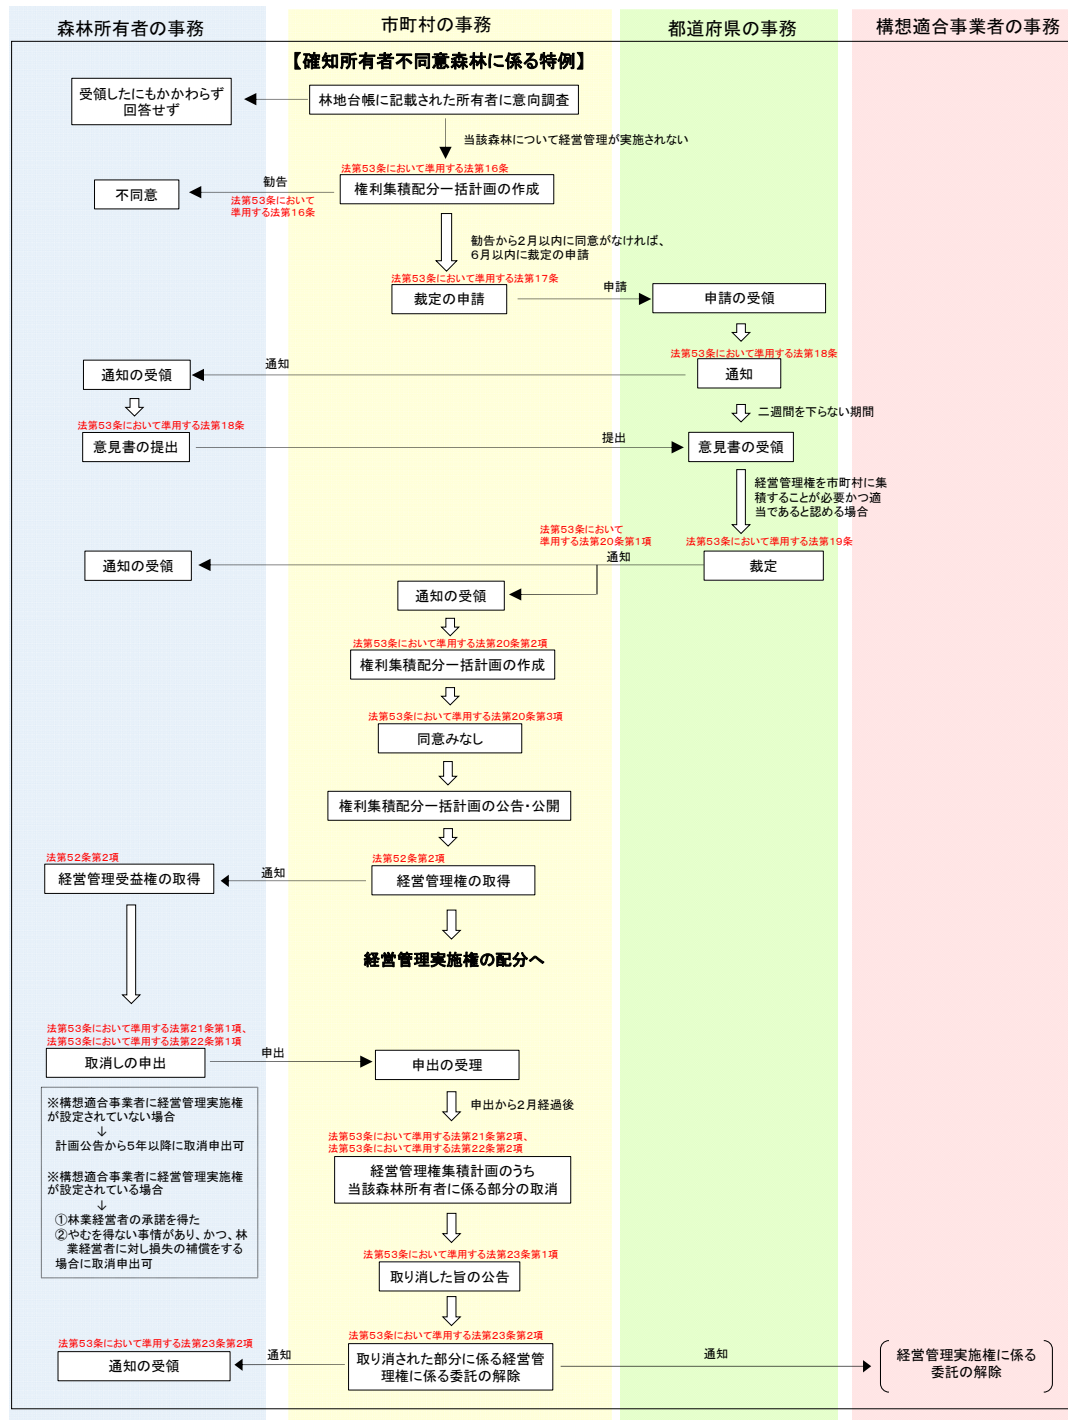 森林所有者の事務
市町村の事務
都道府県の事務
構想適合事業者の事務
【確知所有者不同意森林に係る特例】
受領したにもかかわらず
回答せず
林地台帳に記載された所有者に意向調査
当該森林について経営管理が実施されない
法第53条において準用する法第16条
権利集積配分一括計画の作成
勧告
法第53条において
準用する法第16条
不同意
勧告から2月以内に同意がなければ、
6月以内に裁定の申請
法第53条において準用する法第17条
裁定の申請
申請
申請の受領
法第53条において準用する法第18条
通知
通知
通知の受領
二週間を下らない期間
法第53条において準用する法第18条
意見書の提出
提出
意見書の受領
経営管理権を市町村に集
積することが必要かつ適
当であると認める場合
法第53条において
準用する法第20条第1項
法第53条において準用する法第19条
通知の受領
通知
裁定
通知の受領
法第53条において準用する法第20条第2項
権利集積配分一括計画の作成
法第53条において準用する法第20条第3項
同意みなし
権利集積配分一括計画の公告・公開
法第52条第2項
経営管理受益権の取得
通知
法第52条第2項
経営管理権の取得
経営管理実施権の配分へ
法第53条において準用する法第21条第1項、
法第53条において準用する法第22条第1項
取消しの申出
申出
申出の受理
※構想適合事業者に経営管理実施権
が設定されていない場合
↓
計画公告から5年以降に取消申出可
※構想適合事業者に経営管理実施権
が設定されている場合
↓
①林業経営者の承諾を得た
②やむを得ない事情があり、かつ、林
業経営者に対し損失の補償をする
場合に取消申出可
申出から2月経過後
法第53条において準用する法第21条第2項、
法第53条において準用する法第22条第2項
経営管理権集積計画のうち
当該森林所有者に係る部分の取消
法第53条において準用する法第23条第1項
取り消した旨の公告
法第53条において準用する法第23条第2項
通知の受領
通知
法第53条において準用する法第23条第2項
取り消された部分に係る経営管
理権に係る委託の解除
通知
経営管理実施権に係る
委託の解除